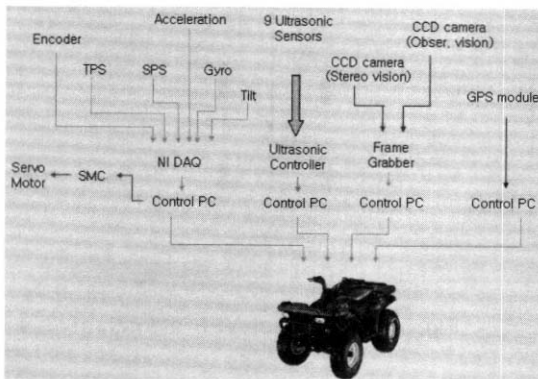 Acceleration
9 Ultrasonic
Sensors
CCD camera
(Obser, vision)
Encoder
CCD camera
(Stereo vision)
TPS
SPS
Gyro
Tilt
GPS module
NI DAQ
Ultrasonic
Controller
Frame
Grabber
Servo
Motor
SMC
Control PC
Control PC
Control PC
Control PC